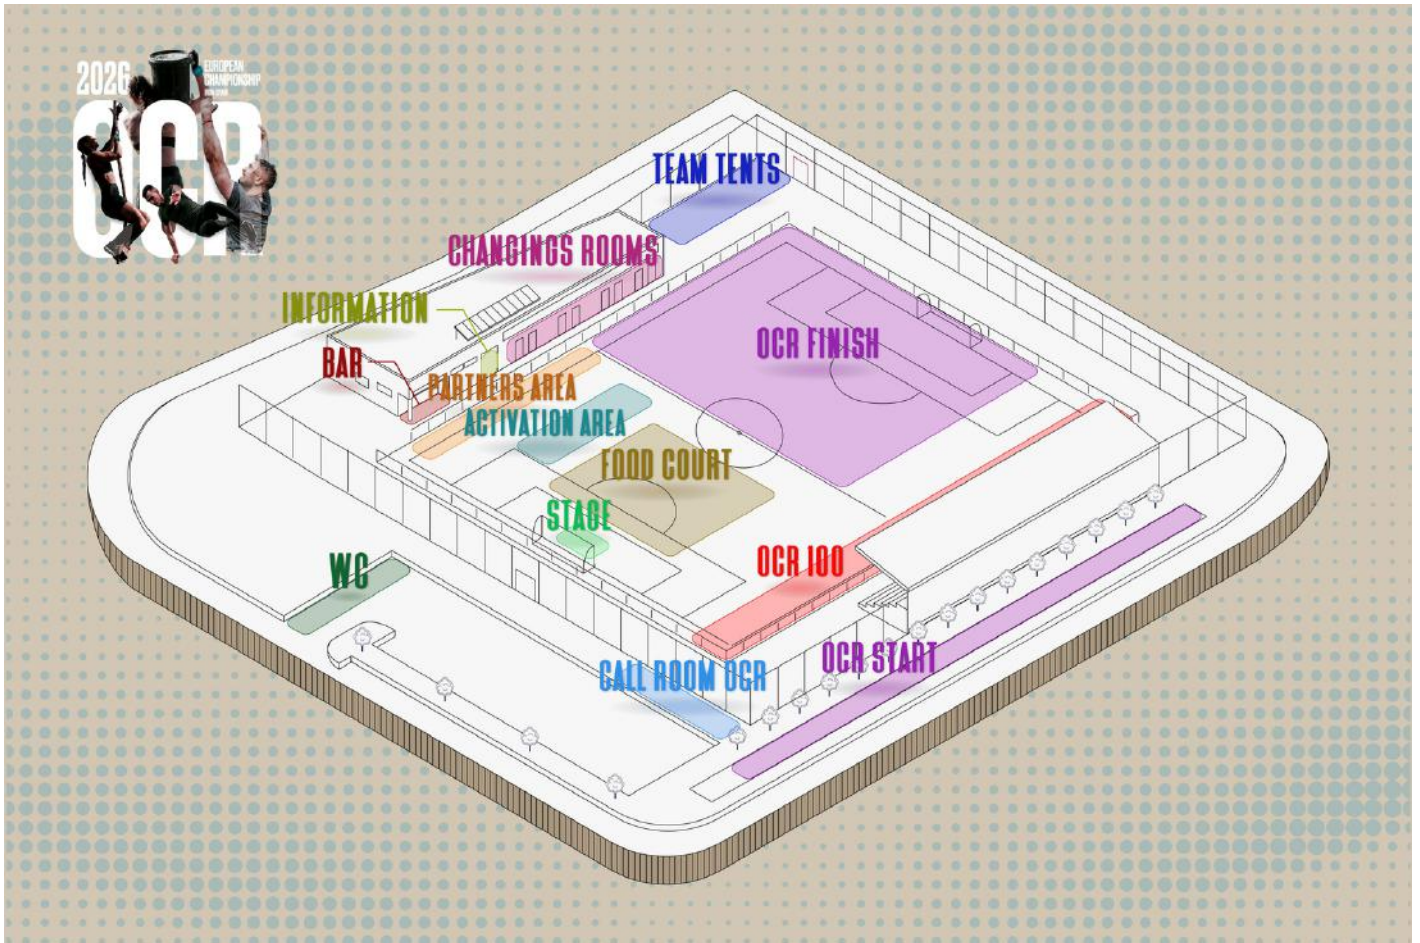 2026
EUROPEAN
CHAMPIONSHIP
OCR
TEAM TENTS
CHANGINGS ROOMS
INFORMATION
BAR
PARTNERS AREA
ACTIVATION AREA
OCR FINISH
FOOD COURT
STAGE
WC
OCR 100
CALL ROOM OCR
OCR START